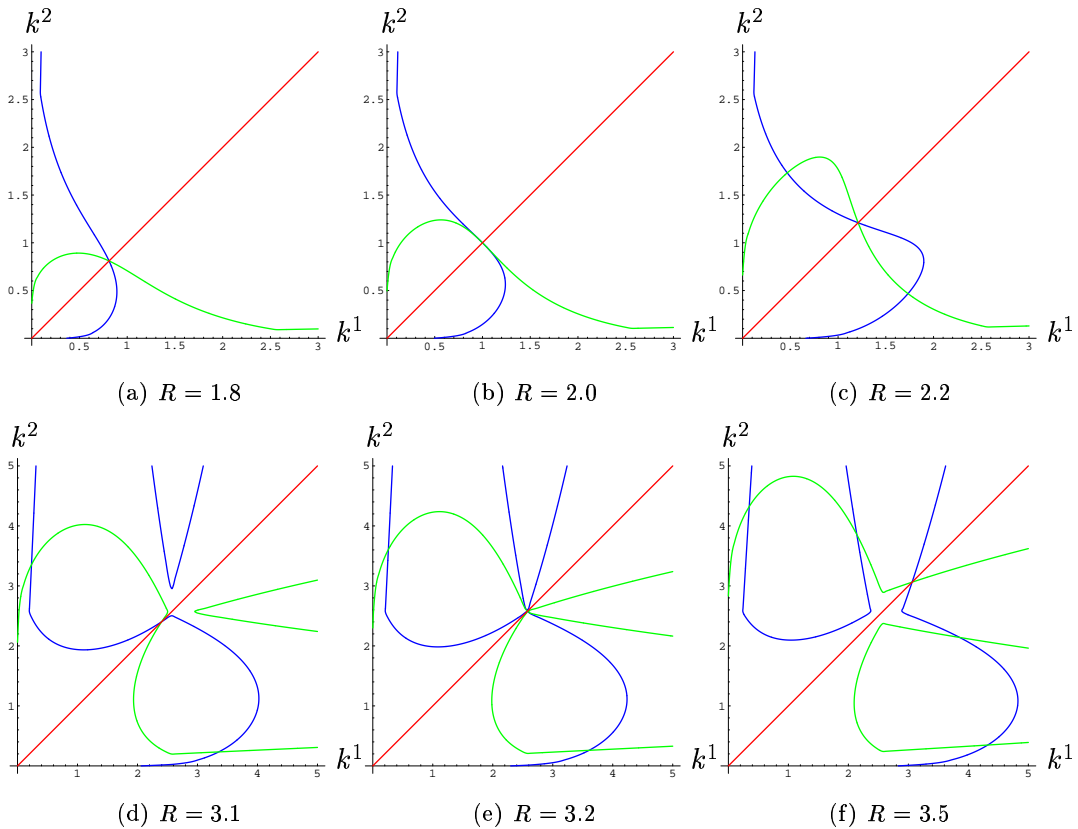 k² k² k²
3 3 3
2.5 2.5 2.5
2 2 2
1.5 1.5 1.5
1 1 1
0.5 0.5 0.5
0.5 1 1.5 2 2.5 3 k¹ 0.5 1 1.5 2 2.5 3 k¹ 0.5 1 1.5 2 2.5 3 k¹
(a) R = 1.8 (b) R = 2.0 (c) R = 2.2
k² k² k²
5 5 5
4 4 4
3 3 3
2 2 2
1 1 1
1 2 3 4 5 k¹ 1 2 3 4 5 k¹ 1 2 3 4 5 k¹
(d) R = 3.1 (e) R = 3.2 (f) R = 3.5